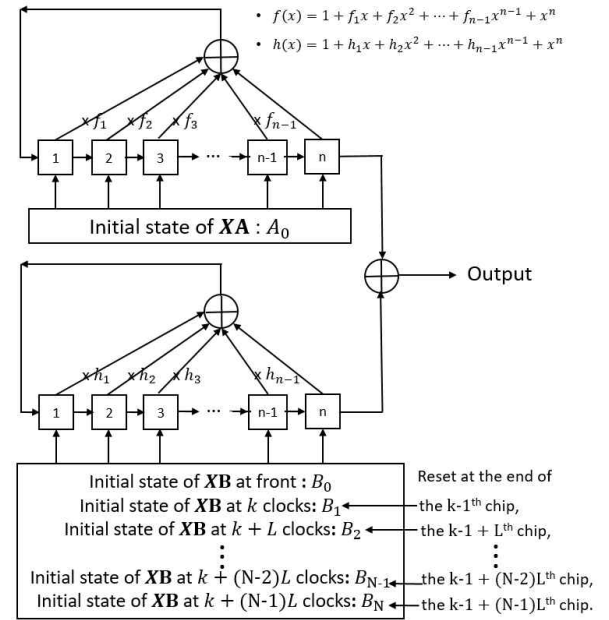 • f(x) = 1 + f₁x + f₂x² + ⋯ + fₙ₋₁xⁿ⁻¹ + xⁿ
• h(x) = 1 + h₁x + h₂x² + ⋯ + hₙ₋₁xⁿ⁻¹ + xⁿ
× f₁ × f₂ × f₃ × fₙ₋₁
1 2 3 ⋯ n-1 n
Initial state of XA : A₀
Output
× h₁ × h₂ × h₃ × hₙ₋₁
1 2 3 ⋯ n-1 n
Initial state of XB at front : B₀
Reset at the end of
Initial state of XB at k clocks: B₁
the k-1ᵗʰ chip,
Initial state of XB at k + L clocks: B₂
the k-1 + Lᵗʰ chip,
⋮ ⋮
Initial state of XB at k + (N-2)L clocks: B_N-1
the k-1 + (N-2)Lᵗʰ chip,
Initial state of XB at k + (N-1)L clocks: B_N
the k-1 + (N-1)Lᵗʰ chip.